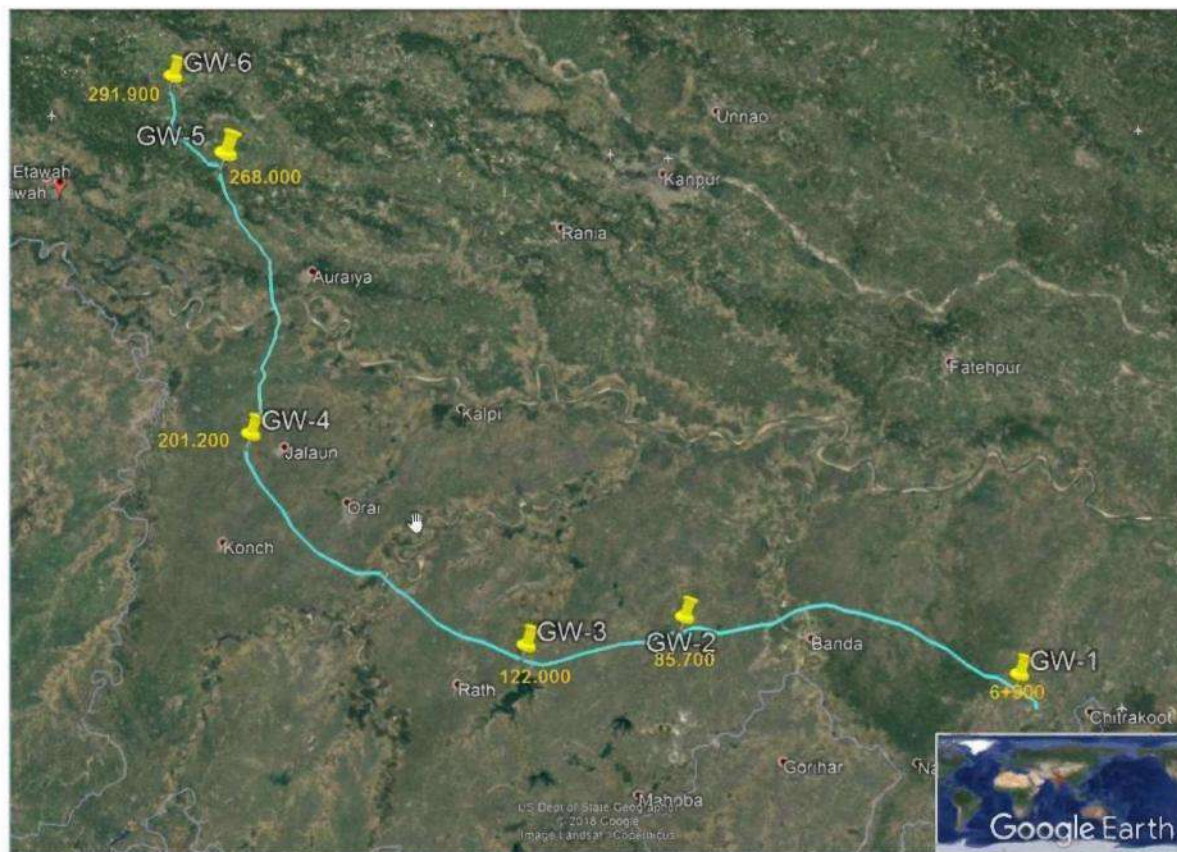 GW-6
291.900
GW-5
268.000
Etawah
awah
Unnao
Kanpur
Rania
Auraiya
Fatehpur
Kalpi
GW-4
201.200
Jalaun
Orai
Konch
GW-3
122.000
Rath
GW-2
85.700
Banda
GW-1
Chitrakoot
Gorihar
Na
Mahoba
US Dept of State Geographer
© 2018 Google
Image Landsat / Copernicus
Google Earth